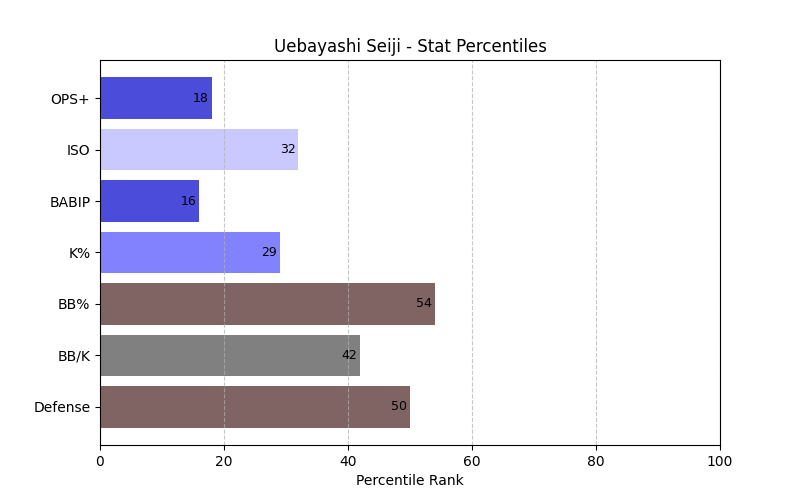 Uebayashi Seiji - Stat Percentiles
OPS+ 18
ISO 32
BABIP 16
K% 29
BB% 54
BB/K 42
Defense 50
0 20 40 60 80 100
Percentile Rank